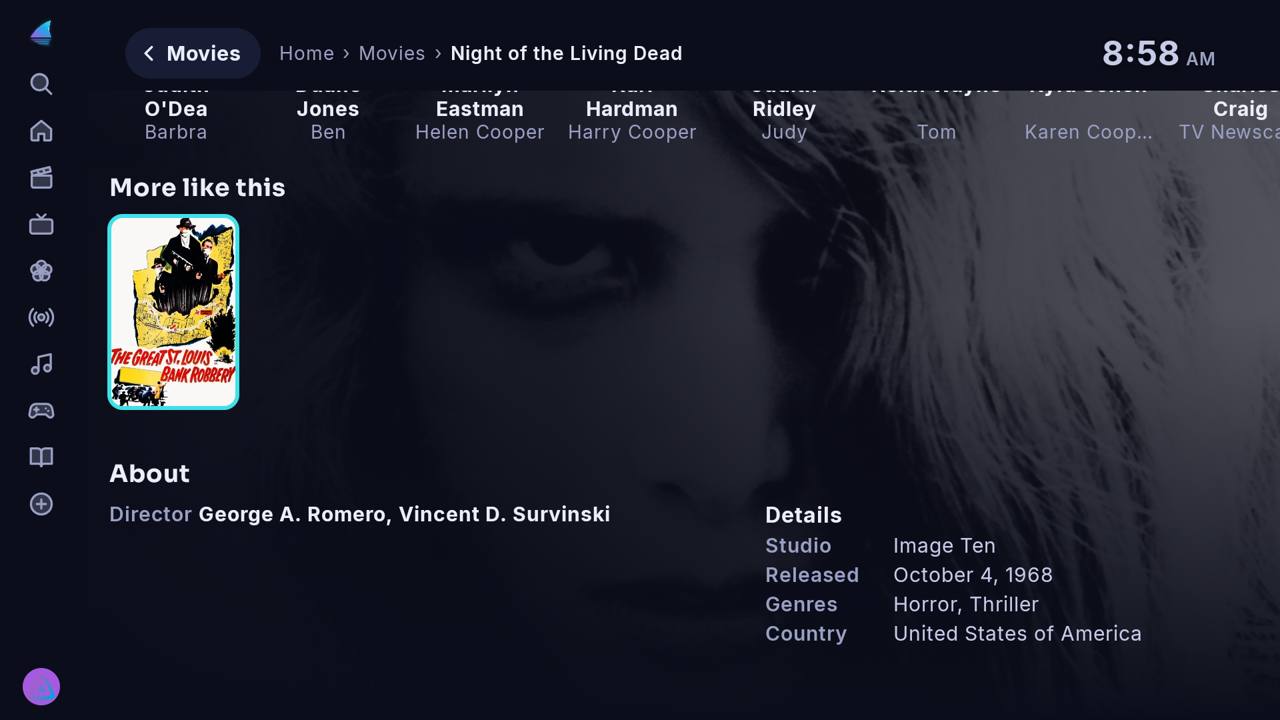 Movies
Home › Movies › Night of the Living Dead
8:58 AM
O'Dea
Jones
Eastman
Hardman
Ridley
Craig
Barbra
Ben
Helen Cooper
Harry Cooper
Judy
Tom
Karen Coop...
More like this
THE GREAT ST. LOUIS
BANK ROBBERY
About
Director George A. Romero, Vincent D. Survinski
Details
Studio Image Ten
Released October 4, 1968
Genres Horror, Thriller
Country United States of America